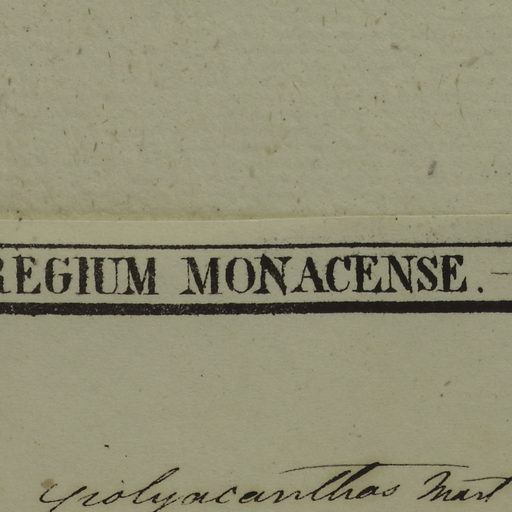 REGIUM MONACENSE. -
polyacanthos Mart